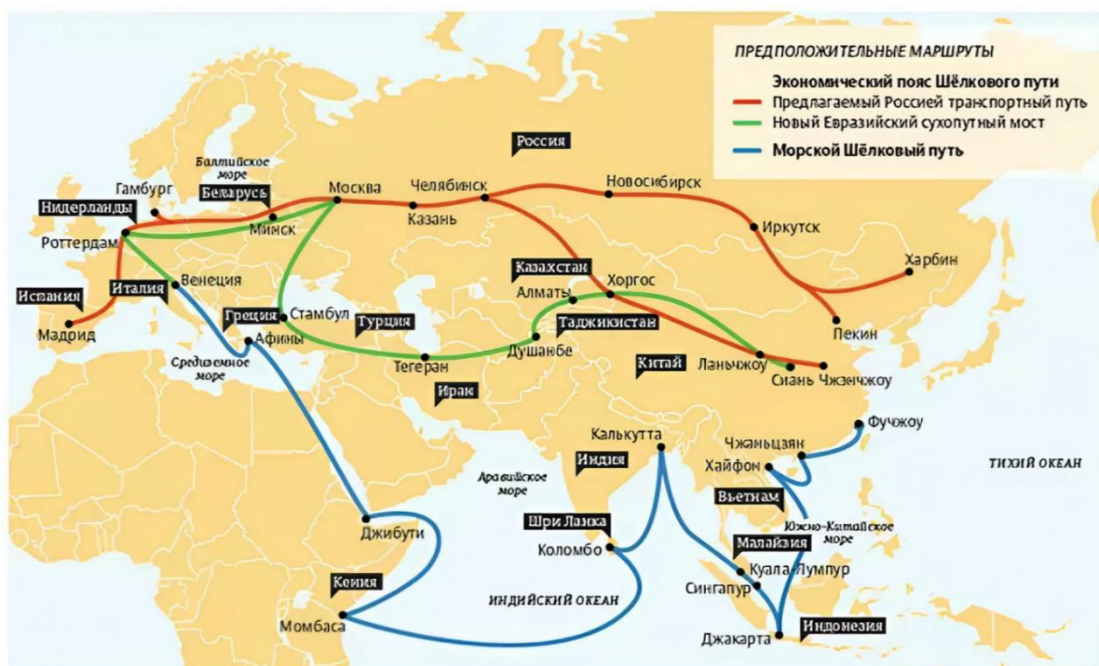 ПРЕДПОЛОЖИТЕЛЬНЫЕ МАРШРУТЫ
Экономический пояс Шёлкового пути
Предлагаемый Россией транспортный путь
Новый Евразийский сухопутный мост
Морской Шёлковый путь
Россия
Балтийское
море
Гамбург
Беларусь
Москва
Челябинск
Новосибирск
Нидерланды
Минск
Казань
Роттердам
Иркутск
Харбин
Казахстан
Хоргос
Венеция
Италия
Испания
Алматы
Греция
Стамбул
Турция
Таджикистан
Мадрид
Афины
Пекин
Душанбе
Средиземное
море
Тегеран
Китай
Ланьчжоу
Сиань
Чжэнчжоу
Иран
Фучжоу
Калькутта
Чжаньцзян
Индия
Хайфон
ТИХИЙ ОКЕАН
Аравийское
море
Вьетнам
Шри Ланка
Южно-Китайское
море
Джибути
Коломбо
Малайзия
Куала-Лумпур
Кения
Сингапур
ИНДИЙСКИЙ ОКЕАН
Момбаса
Джакарта
Индонезия